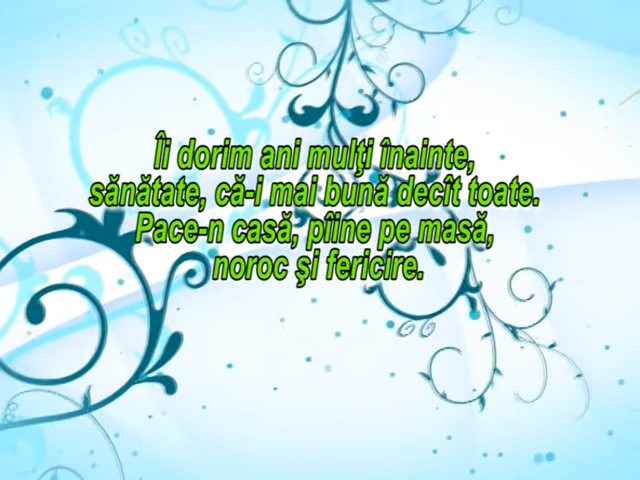 Îi dorim ani mulţi înainte,
sănătate, că-i mai bună decît toate.
Pace-n casă, pîine pe masă,
noroc şi fericire.